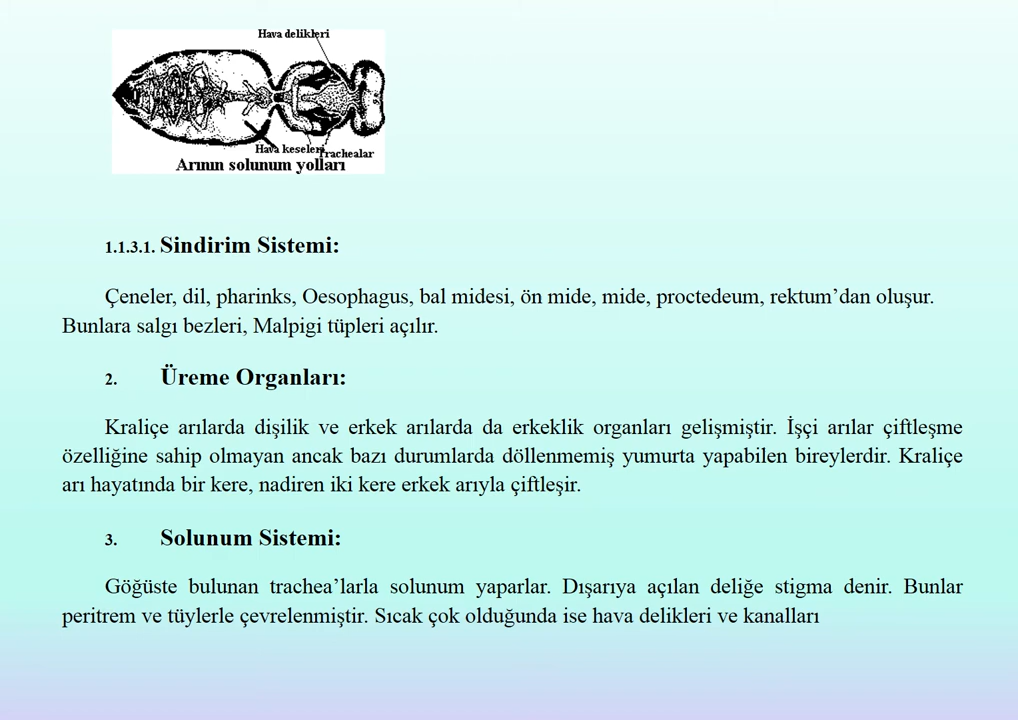 Hava delikleri
Hava keseleri
Trachealar
Arının solunum yolları
1.1.3.1. Sindirim Sistemi:
Çeneler, dil, pharinks, Oesophagus, bal midesi, ön mide, mide, proctedeum, rektum’dan oluşur.
Bunlara salgı bezleri, Malpigi tüpleri açılır.
2. Üreme Organları:
Kraliçe arılarda dişilik ve erkek arılarda da erkeklik organları gelişmiştir. İşçi arılar çiftleşme
özelliğine sahip olmayan ancak bazı durumlarda döllenmemiş yumurta yapabilen bireylerdir. Kraliçe
arı hayatında bir kere, nadiren iki kere erkek arıyla çiftleşir.
3. Solunum Sistemi:
Göğüste bulunan trachea’larla solunum yaparlar. Dışarıya açılan deliğe stigma denir. Bunlar
peritrem ve tüylerle çevrelenmiştir. Sıcak çok olduğunda ise hava delikleri ve kanalları